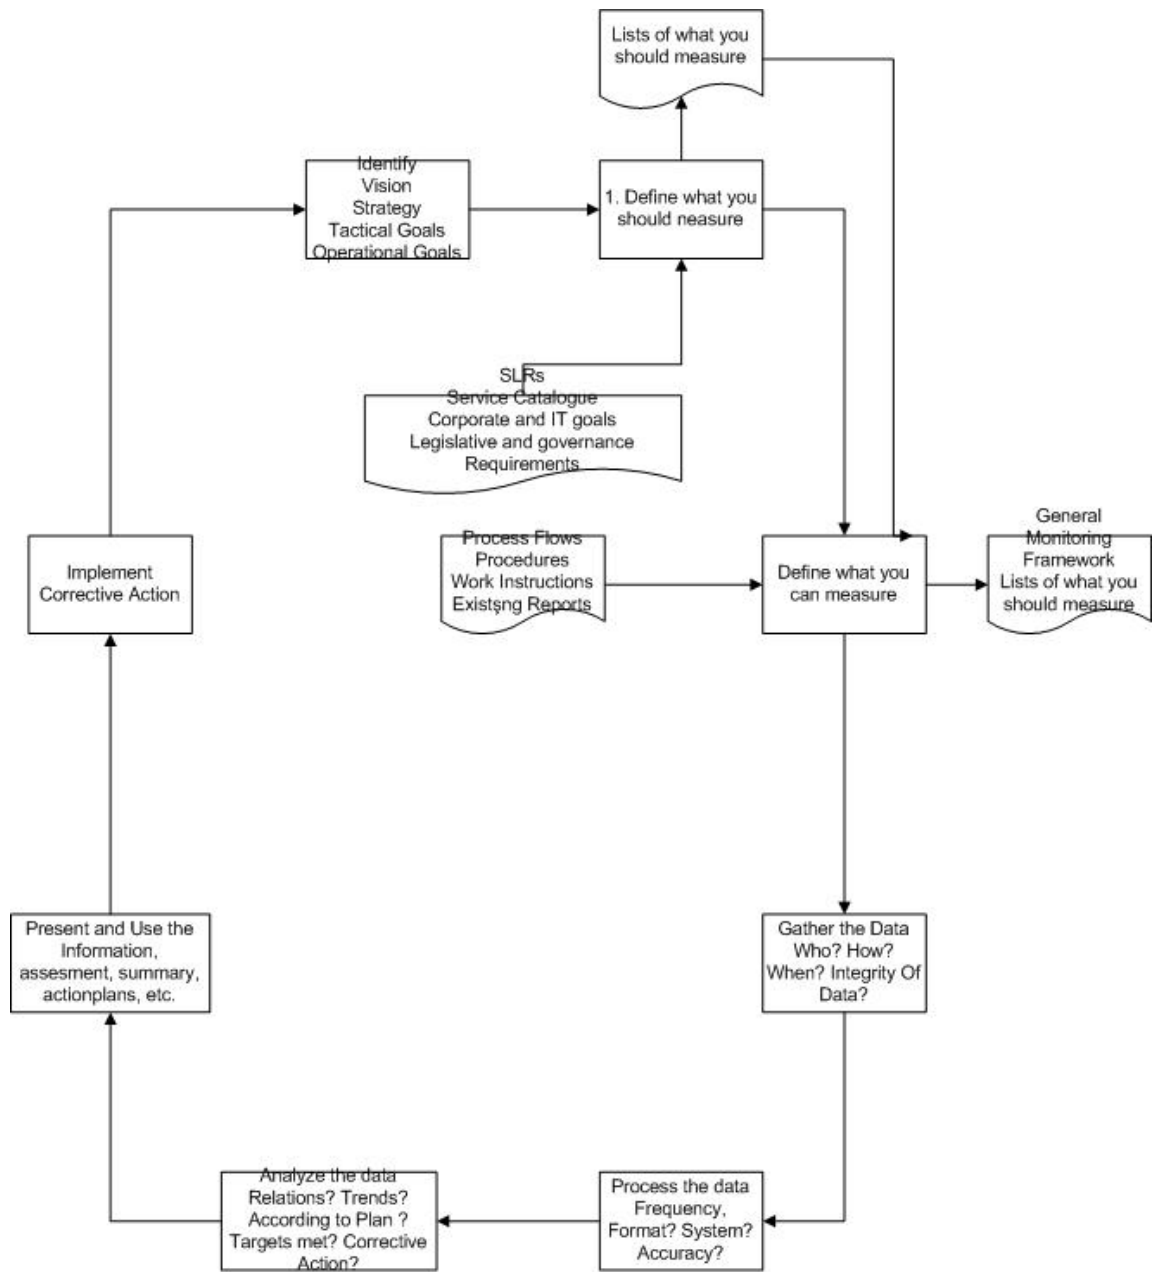 Lists of what you
should measure
Identify
Vision
Strategy
Tactical Goals
Operational Goals
1. Define what you
should neasure
SLRs
Service Catalogue
Corporate and IT goals
Legislative and governance
Requirements
Process Flows
Procedures
Work Instructions
Existşng Reports
Define what you
can measure
General
Monitoring
Framework
Lists of what you
should measure
Implement
Corrective Action
Present and Use the
Information,
assesment, summary,
actionplans, etc.
Gather the Data
Who? How?
When? Integrity Of
Data?
Analyze the data
Relations? Trends?
According to Plan ?
Targets met? Corrective
Action?
Process the data
Frequency,
Format? System?
Accuracy?